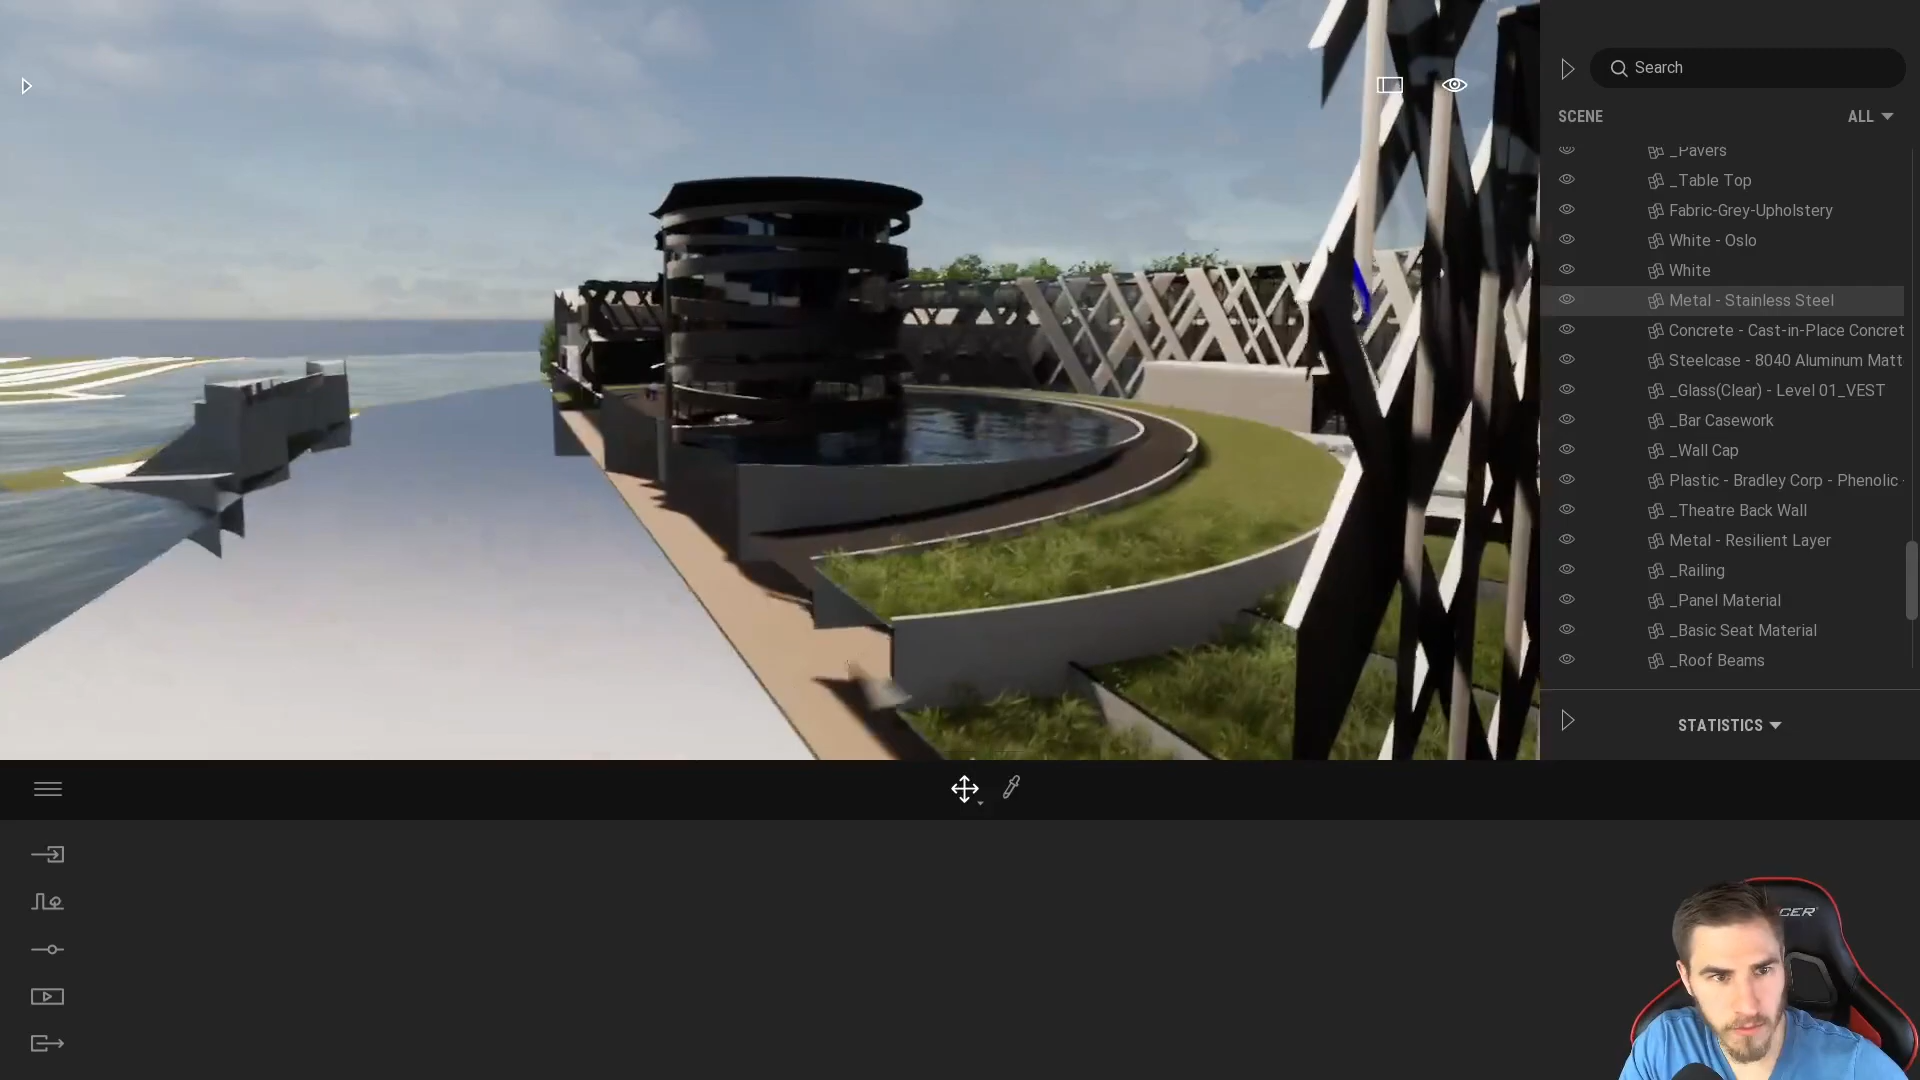 Search
SCENE
ALL
_Pavers
_Table Top
Fabric-Grey-Upholstery
White - Oslo
White
Metal - Stainless Steel
Concrete - Cast-in-Place Concret
Steelcase - 8040 Aluminum Matt
_Glass(Clear) - Level 01_VEST
_Bar Casework
_Wall Cap
Plastic - Bradley Corp - Phenolic -
_Theatre Back Wall
Metal - Resilient Layer
_Railing
_Panel Material
_Basic Seat Material
_Roof Beams
STATISTICS